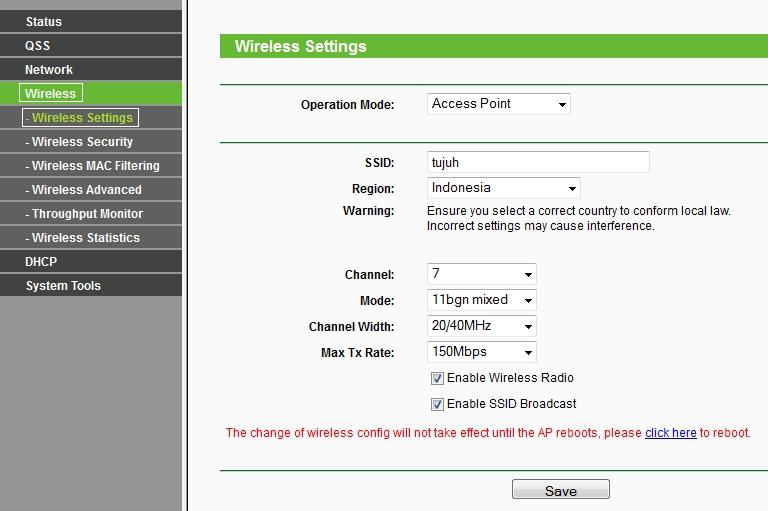 Status
QSS
Network
Wireless
- Wireless Settings
- Wireless Security
- Wireless MAC Filtering
- Wireless Advanced
- Throughput Monitor
- Wireless Statistics
DHCP
System Tools
Wireless Settings
Operation Mode: Access Point
SSID: tujuh
Region: Indonesia
Warning: Ensure you select a correct country to conform local law.
Incorrect settings may cause interference.
Channel: 7
Mode: 11bgn mixed
Channel Width: 20/40MHz
Max Tx Rate: 150Mbps
Enable Wireless Radio
Enable SSID Broadcast
The change of wireless config will not take effect until the AP reboots, please click here to reboot.
Save